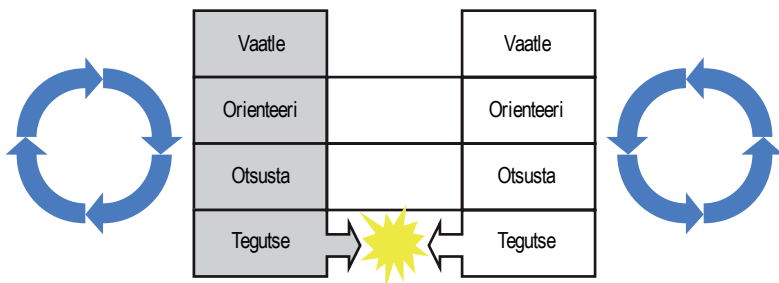 Vaatle
Vaatle
Orienteeri
Orienteeri
Otsusta
Otsusta
Tegutse
Tegutse